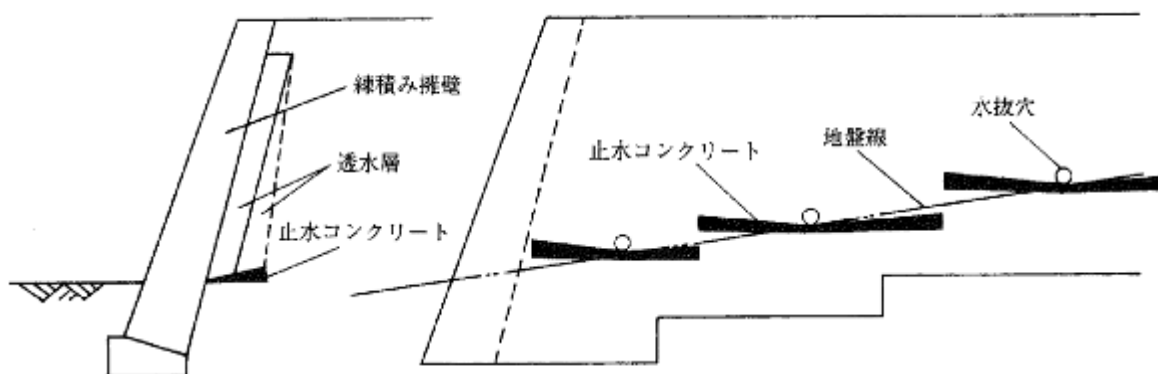 練積み擁壁
透水層
止水コンクリート
水抜穴
地盤線
止水コンクリート